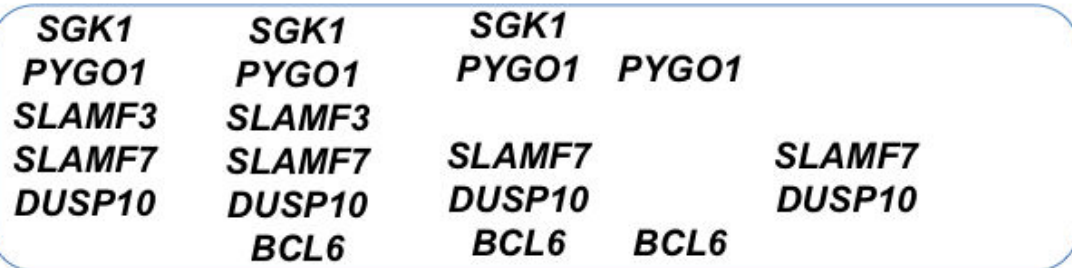 SGK1 SGK1 SGK1
PYGO1 PYGO1 PYGO1 PYGO1
SLAMF3 SLAMF3
SLAMF7 SLAMF7 SLAMF7 SLAMF7
DUSP10 DUSP10 DUSP10 DUSP10
BCL6 BCL6 BCL6